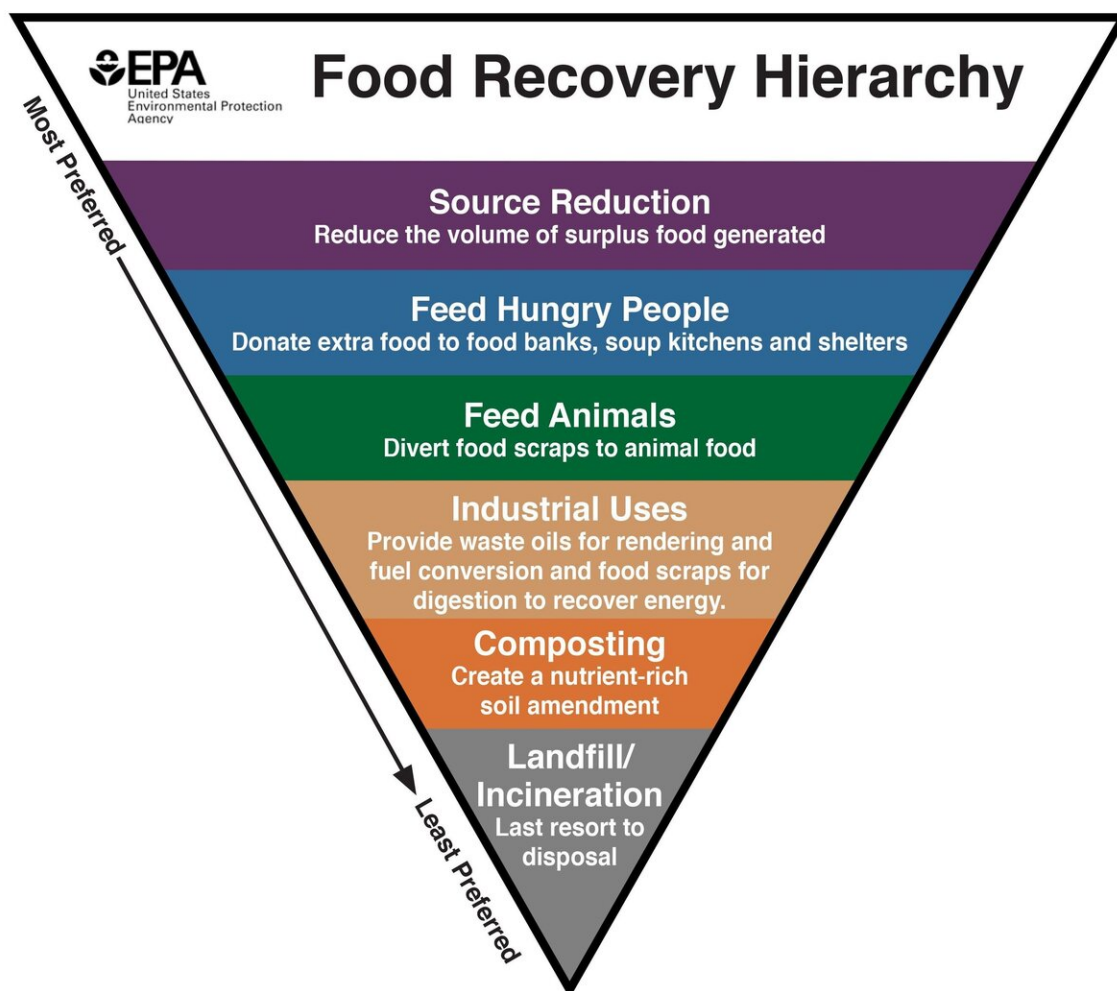 EPA
United States
Environmental Protection
Agency
Food Recovery Hierarchy
Most Preferred
Source Reduction
Reduce the volume of surplus food generated
Feed Hungry People
Donate extra food to food banks, soup kitchens and shelters
Feed Animals
Divert food scraps to animal food
Industrial Uses
Provide waste oils for rendering and
fuel conversion and food scraps for
digestion to recover energy.
Composting
Create a nutrient-rich
soil amendment
Landfill/
Incineration
Last resort to
disposal
Least Preferred